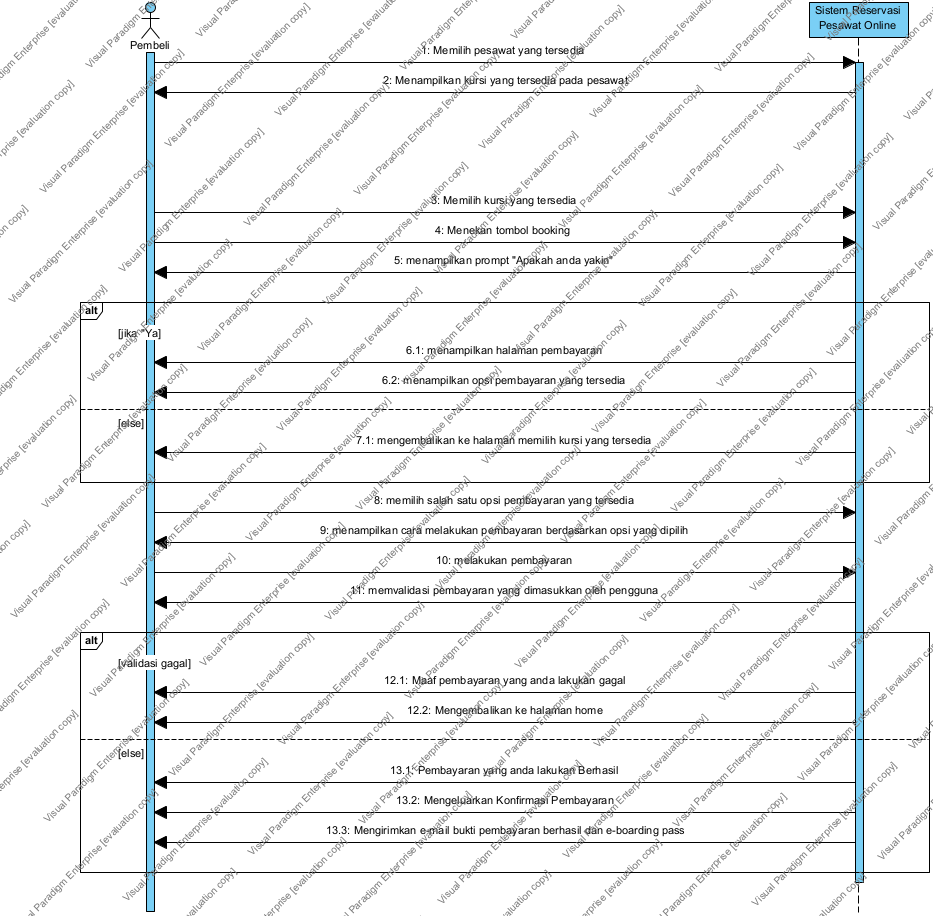 Sistem Reservasi
Pesawat Online
Pembeli
1: Memilih pesawat yang tersedia
2: Menampilkan kursi yang tersedia pada pesawat
3: Memilih kursi yang tersedia
4: Menekan tombol booking
5: menampilkan prompt "Apakah anda yakin"
alt
[jika "Ya]
6.1: menampilkan halaman pembayaran
6.2: menampilkan opsi pembayaran yang tersedia
[else]
7.1: mengembalikan ke halaman memilih kursi yang tersedia
8: memilih salah satu opsi pembayaran yang tersedia
9: menampilkan cara melakukan pembayaran berdasarkan opsi yang dipilih
10: melakukan pembayaran
11: memvalidasi pembayaran yang dimasukkan oleh pengguna
alt
[validasi gagal]
12.1: Maaf pembayaran yang anda lakukan gagal
12.2: Mengembalikan ke halaman home
[else]
13.1: Pembayaran yang anda lakukan Berhasil
13.2: Mengeluarkan Konfirmasi Pembayaran
13.3: Mengirimkan e-mail bukti pembayaran berhasil dan e-boarding pass
Visual Paradigm Enterprise [evaluation copy]